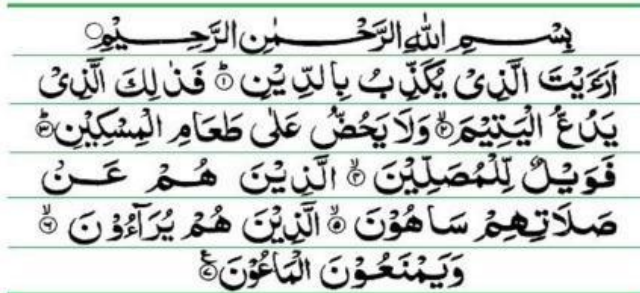 بِسْمِ اللهِ الرَّحْمٰنِ الرَّحِيْمِ
اَرَءَيْتَ الَّذِىْ يُكَذِّبُ بِالدِّيْنِ ۱ؕ فَذٰلِكَ الَّذِىْ
يَدُعُّ الْيَتِيْمَ ۲ۙ وَلَا يَحُضُّ عَلٰى طَعَامِ الْمِسْكِيْنِ ۳ؕ
فَوَيْلٌ لِّلْمُصَلِّيْنَ ۴ۙ الَّذِيْنَ هُمْ عَنْ
صَلَاتِهِمْ سَاهُوْنَ ۵ۙ الَّذِيْنَ هُمْ يُرَآءُوْنَ ۶ۙ
وَيَمْنَعُوْنَ الْمَاعُوْنَ ۷